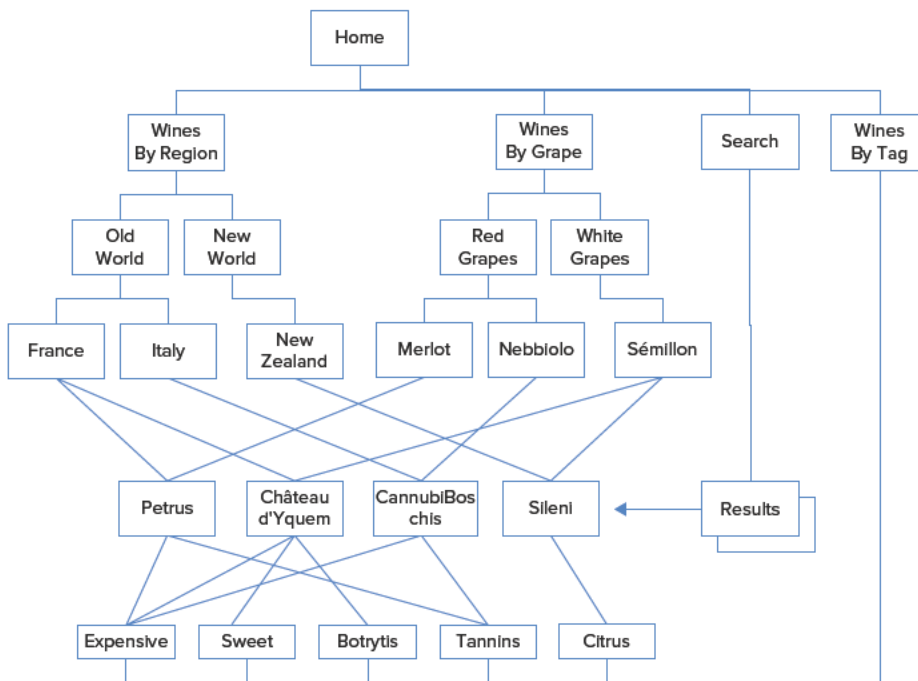 Home
Wines
By Region
Wines
By Grape
Search
Wines
By Tag
Old
World
New
World
Red
Grapes
White
Grapes
France
Italy
New
Zealand
Merlot
Nebbiolo
Sémillon
Petrus
Château
d'Yquem
CannubiBos
chis
Sileni
Results
Expensive
Sweet
Botrytis
Tannins
Citrus